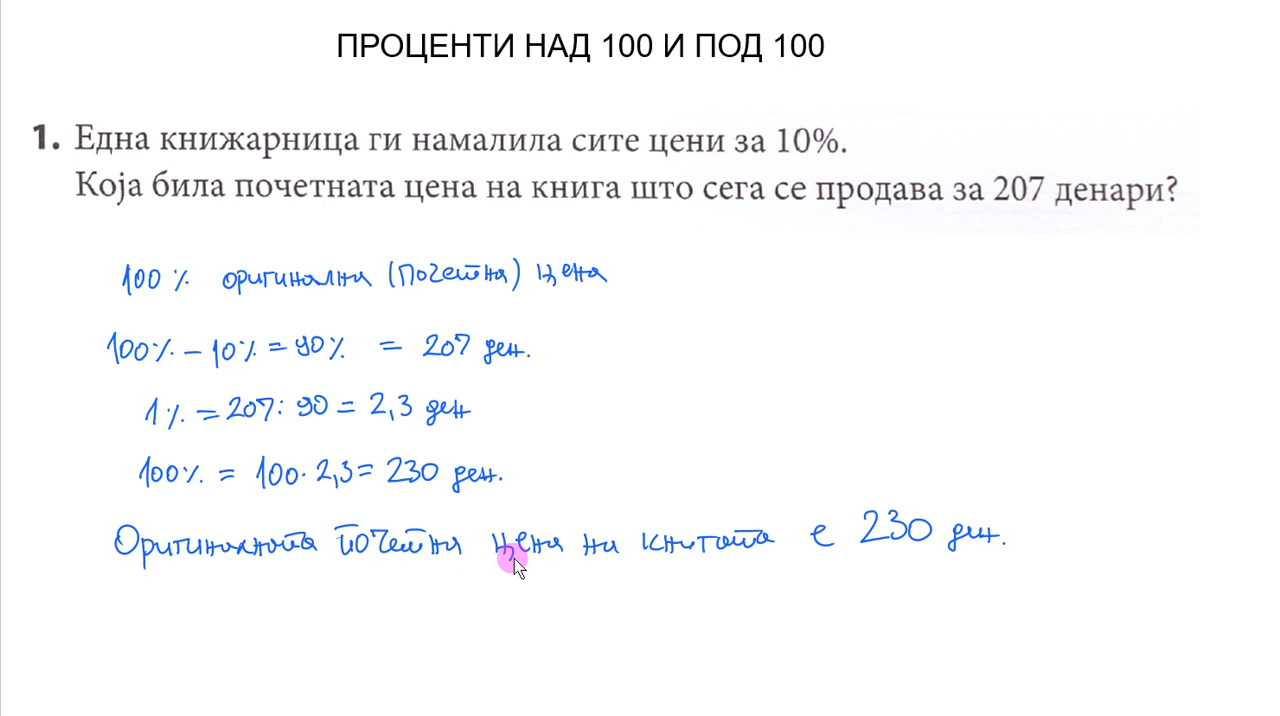 ПРОЦЕНТИ НАД 100 И ПОД 100
1. Една книжарница ги намалила сите цени за 10%.
Која била почетната цена на книга што сега се продава за 207 денари?
100% оригинална (почетна) цена
100% - 10% = 90% = 207 ден.
1% = 207 : 90 = 2,3 ден
100% = 100 · 2,3 = 230 ден.
Оригиналната почетна цена на книгата е 230 ден.